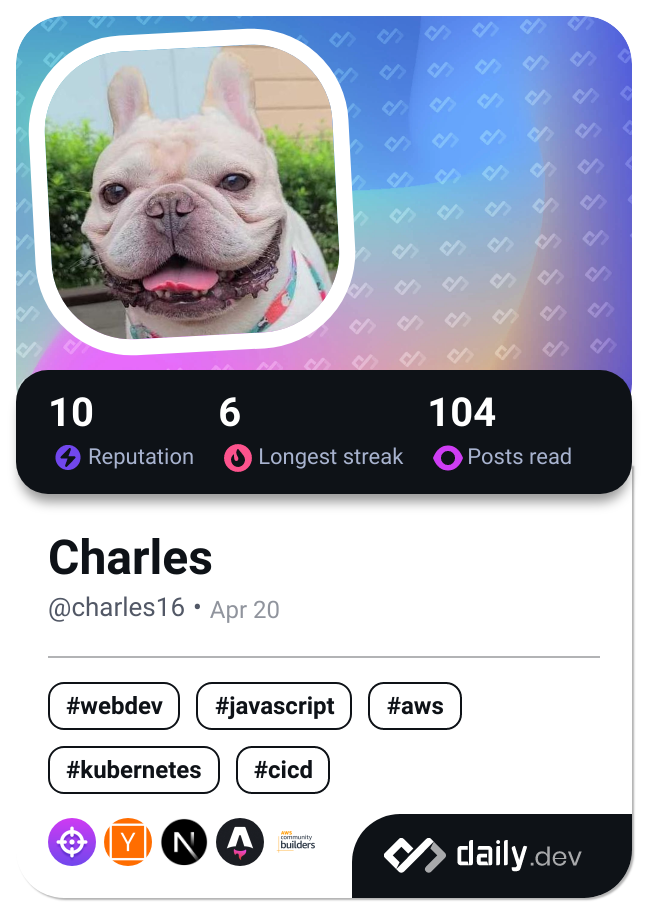 10 6 104
Reputation Longest streak Posts read
Charles
@charles16 • Apr 20
#webdev #javascript #aws
#kubernetes #cicd
Y N A aws community builders
daily.dev